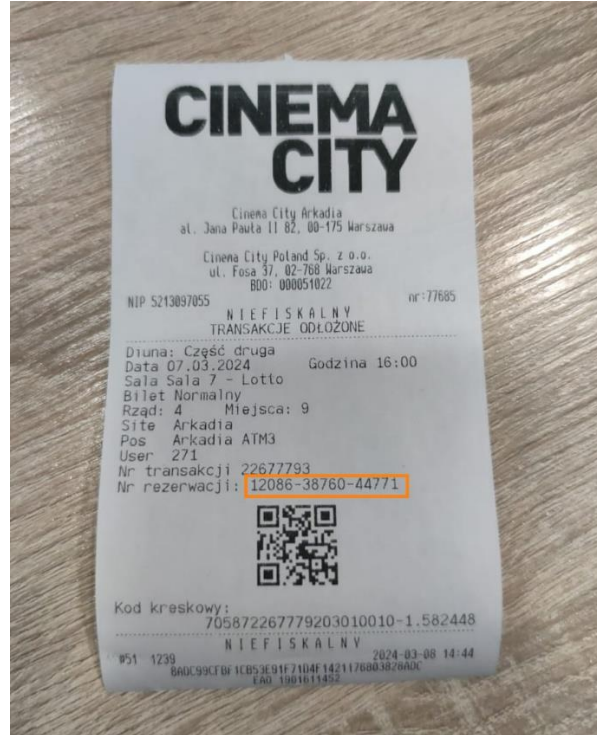 CINEMA
CITY
Cinema City Arkadia
al. Jana Pawła II 82, 00-175 Warszawa
Cinema City Poland Sp. z o.o.
ul. Fosa 37, 02-768 Warszawa
BDO: 000051022
NIP 5213097055 nr:77685
NIEFISKALNY
TRANSAKCJE ODŁOŻONE
Diuna: Część druga
Data 07.03.2024 Godzina 16:00
Sala Sala 7 - Lotto
Bilet Normalny
Rząd: 4 Miejsca: 9
Site Arkadia
Pos Arkadia ATM3
User 271
Nr transakcji 22677793
Nr rezerwacji: 12086-38760-44771
Kod kreskowy:
705872267779203010010-1.582448
NIEFISKALNY
#51 1239 2024-03-08 14:44
EAO 1901611452